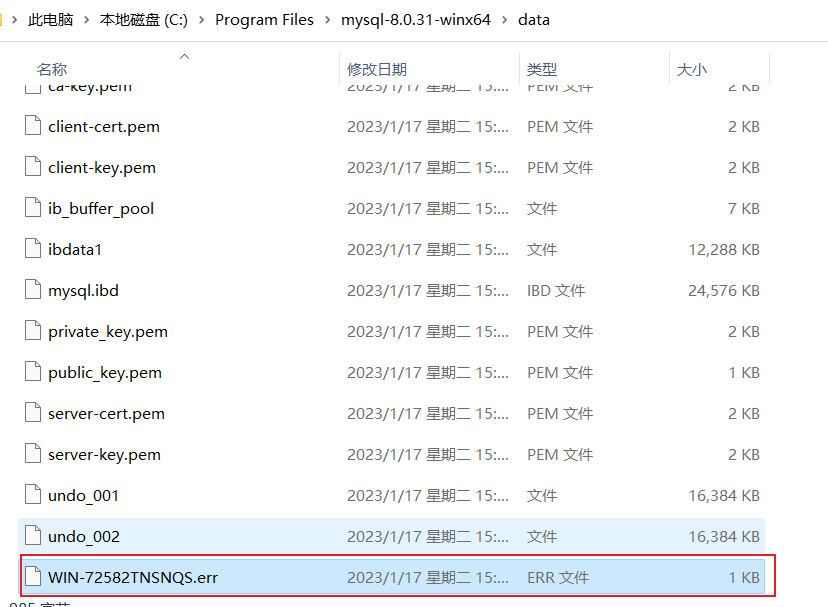 此电脑 › 本地磁盘 (C:) › Program Files › mysql-8.0.31-winx64 › data
名称 修改日期 类型 大小
ca-key.pem 2023/1/17 星期二 15:... PEM 文件 2 KB
client-cert.pem 2023/1/17 星期二 15:... PEM 文件 2 KB
client-key.pem 2023/1/17 星期二 15:... PEM 文件 2 KB
ib_buffer_pool 2023/1/17 星期二 15:... 文件 7 KB
ibdata1 2023/1/17 星期二 15:... 文件 12,288 KB
mysql.ibd 2023/1/17 星期二 15:... IBD 文件 24,576 KB
private_key.pem 2023/1/17 星期二 15:... PEM 文件 2 KB
public_key.pem 2023/1/17 星期二 15:... PEM 文件 1 KB
server-cert.pem 2023/1/17 星期二 15:... PEM 文件 2 KB
server-key.pem 2023/1/17 星期二 15:... PEM 文件 2 KB
undo_001 2023/1/17 星期二 15:... 文件 16,384 KB
undo_002 2023/1/17 星期二 15:... 文件 16,384 KB
WIN-72582TNSNQS.err 2023/1/17 星期二 15:... ERR 文件 1 KB